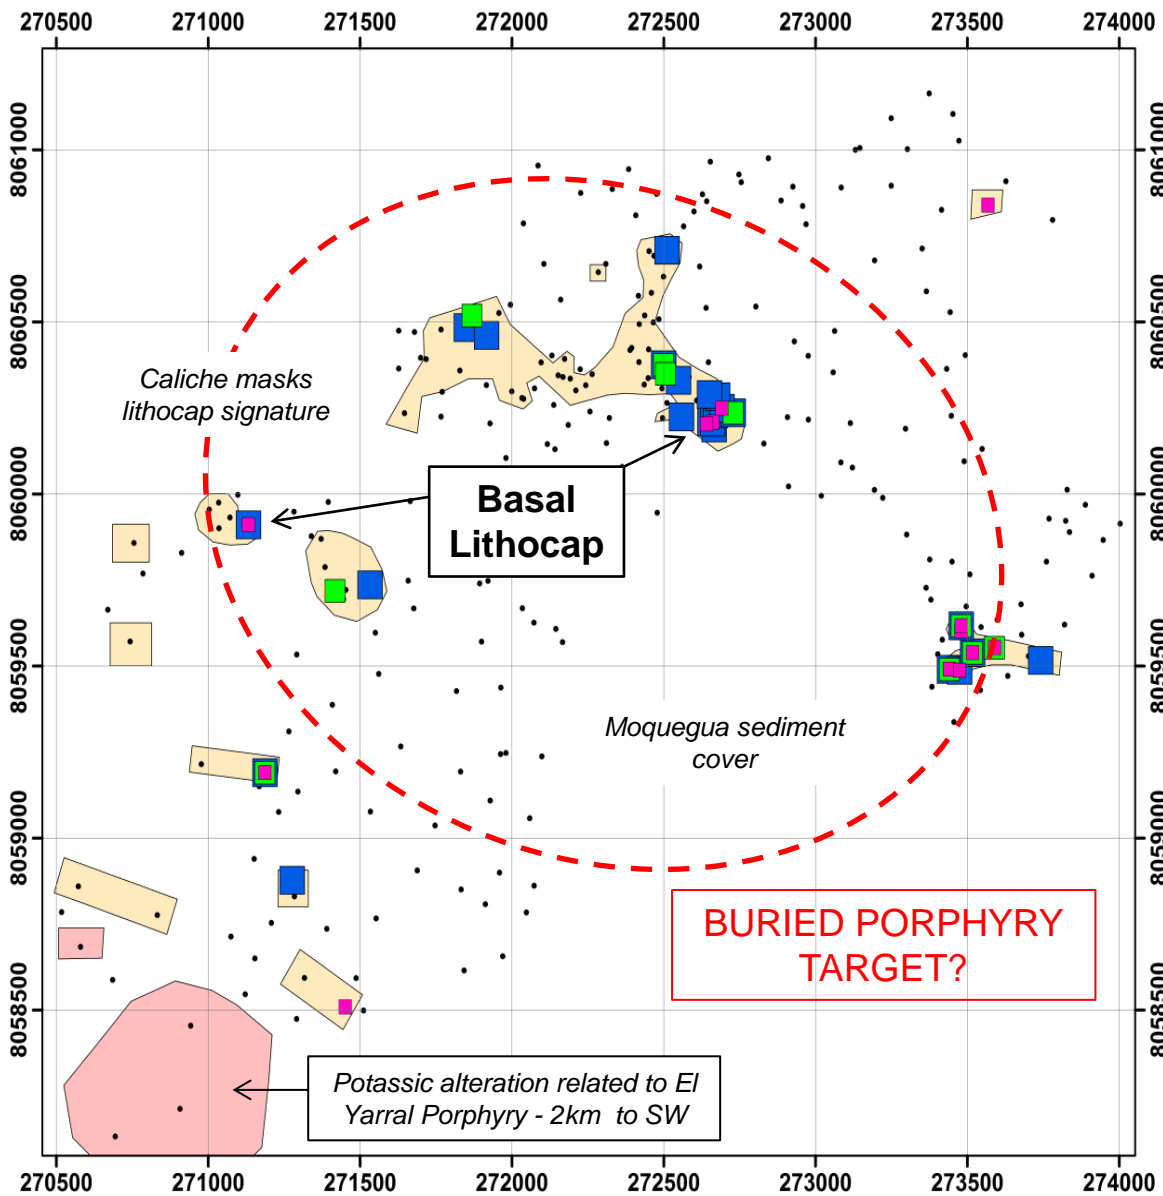 270500 271000 271500 272000 272500 273000 273500 274000
8061000 8061000
8060500 8060500
Caliche masks
lithocap signature
8060000 8060000
Basal
Lithocap
8059500 8059500
Moquegua sediment
cover
8059000 8059000
BURIED PORPHYRY
TARGET?
8058500 8058500
Potassic alteration related to El
Yarral Porphyry - 2km to SW
270500 271000 271500 272000 272500 273000 273500 274000